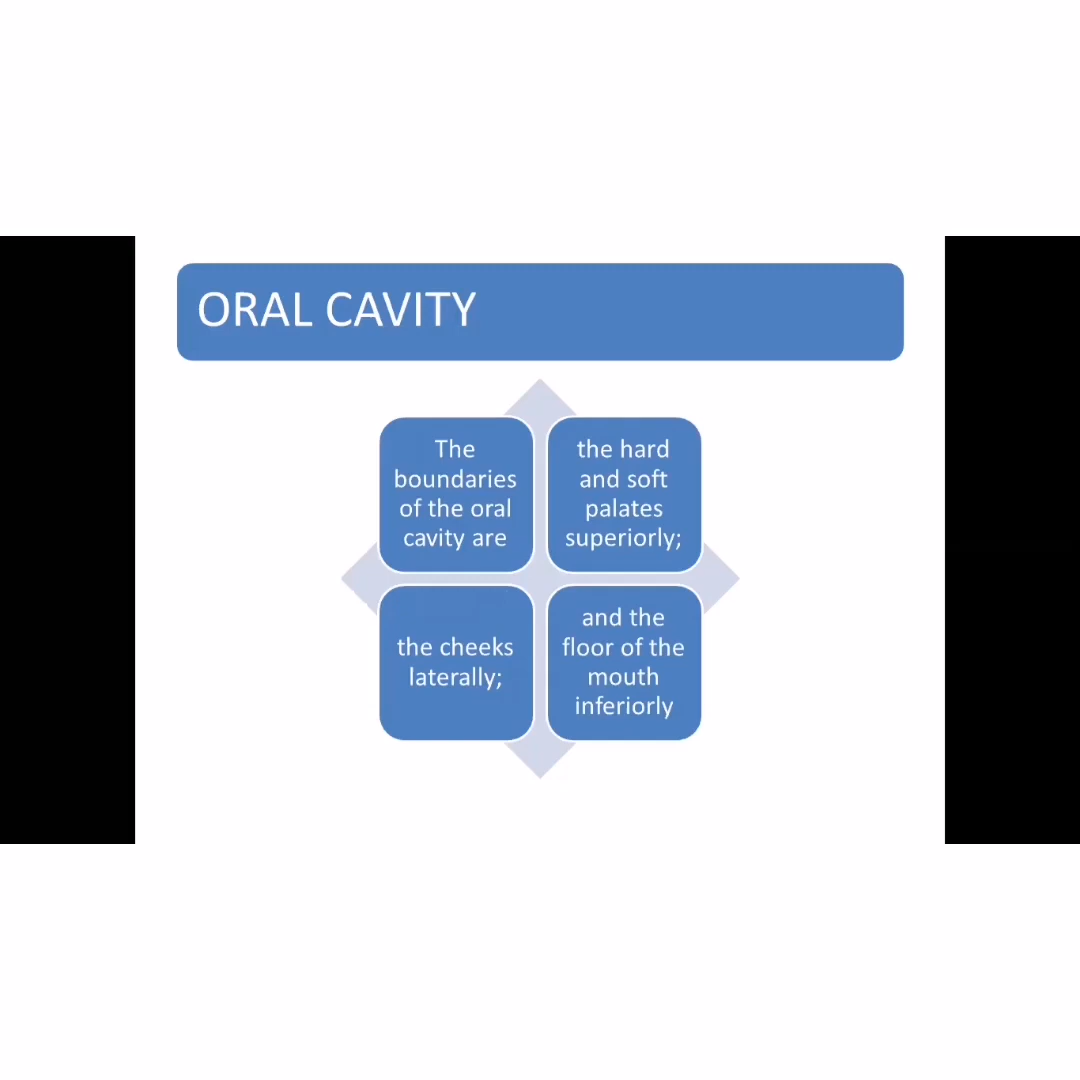 ORAL CAVITY
The
boundaries
of the oral
cavity are
the hard
and soft
palates
superiorly;
the cheeks
laterally;
and the
floor of the
mouth
inferiorly